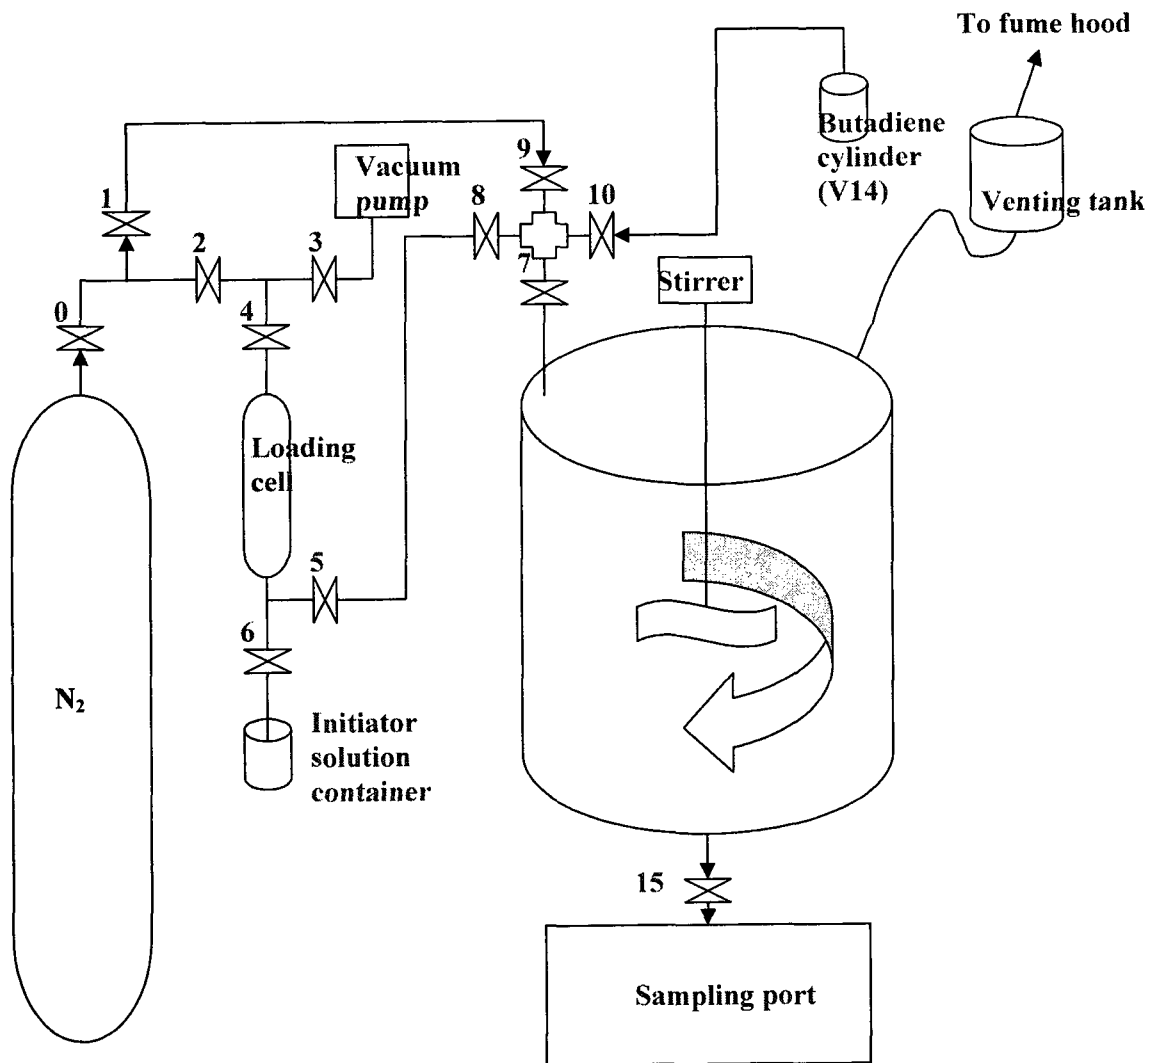 To fume hood
Butadiene
cylinder
(V14)
Venting tank
9
Vacuum
pump
8
10
1
2
3
7
Stirrer
0
4
Loading
cell
5
6
N₂
Initiator
solution
container
15
Sampling port